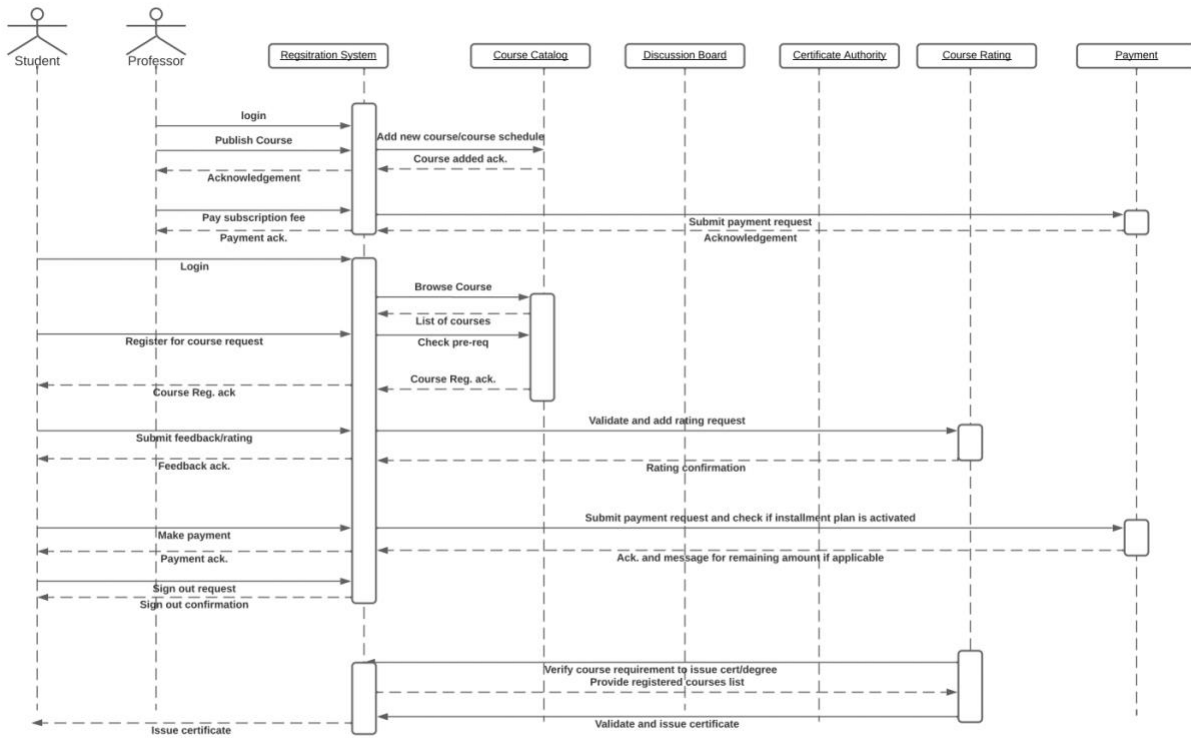 Student
Professor
Regsitration System
Course Catalog
Discussion Board
Certificate Authority
Course Rating
Payment
login
Publish Course
Add new course/course schedule
Course added ack.
Acknowledgement
Pay subscription fee
Submit payment request
Payment ack.
Acknowledgement
Login
Browse Course
List of courses
Register for course request
Check pre-req
Course Reg. ack.
Course Reg. ack
Validate and add rating request
Submit feedback/rating
Feedback ack.
Rating confirmation
Submit payment request and check if installment plan is activated
Make payment
Payment ack.
Ack. and message for remaining amount if applicable
Sign out request
Sign out confirmation
Verify course requirement to issue cert/degree
Provide registered courses list
Validate and issue certificate
Issue certificate